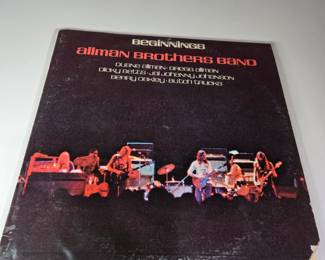 BEGINNINGS
allman BROTHERS BAND
DUANE allman · GREGG allman
DICKY BETTS · Jai JOHANNY JOHANSON
BERRY OAKLEY · BUTCH TRUCKS